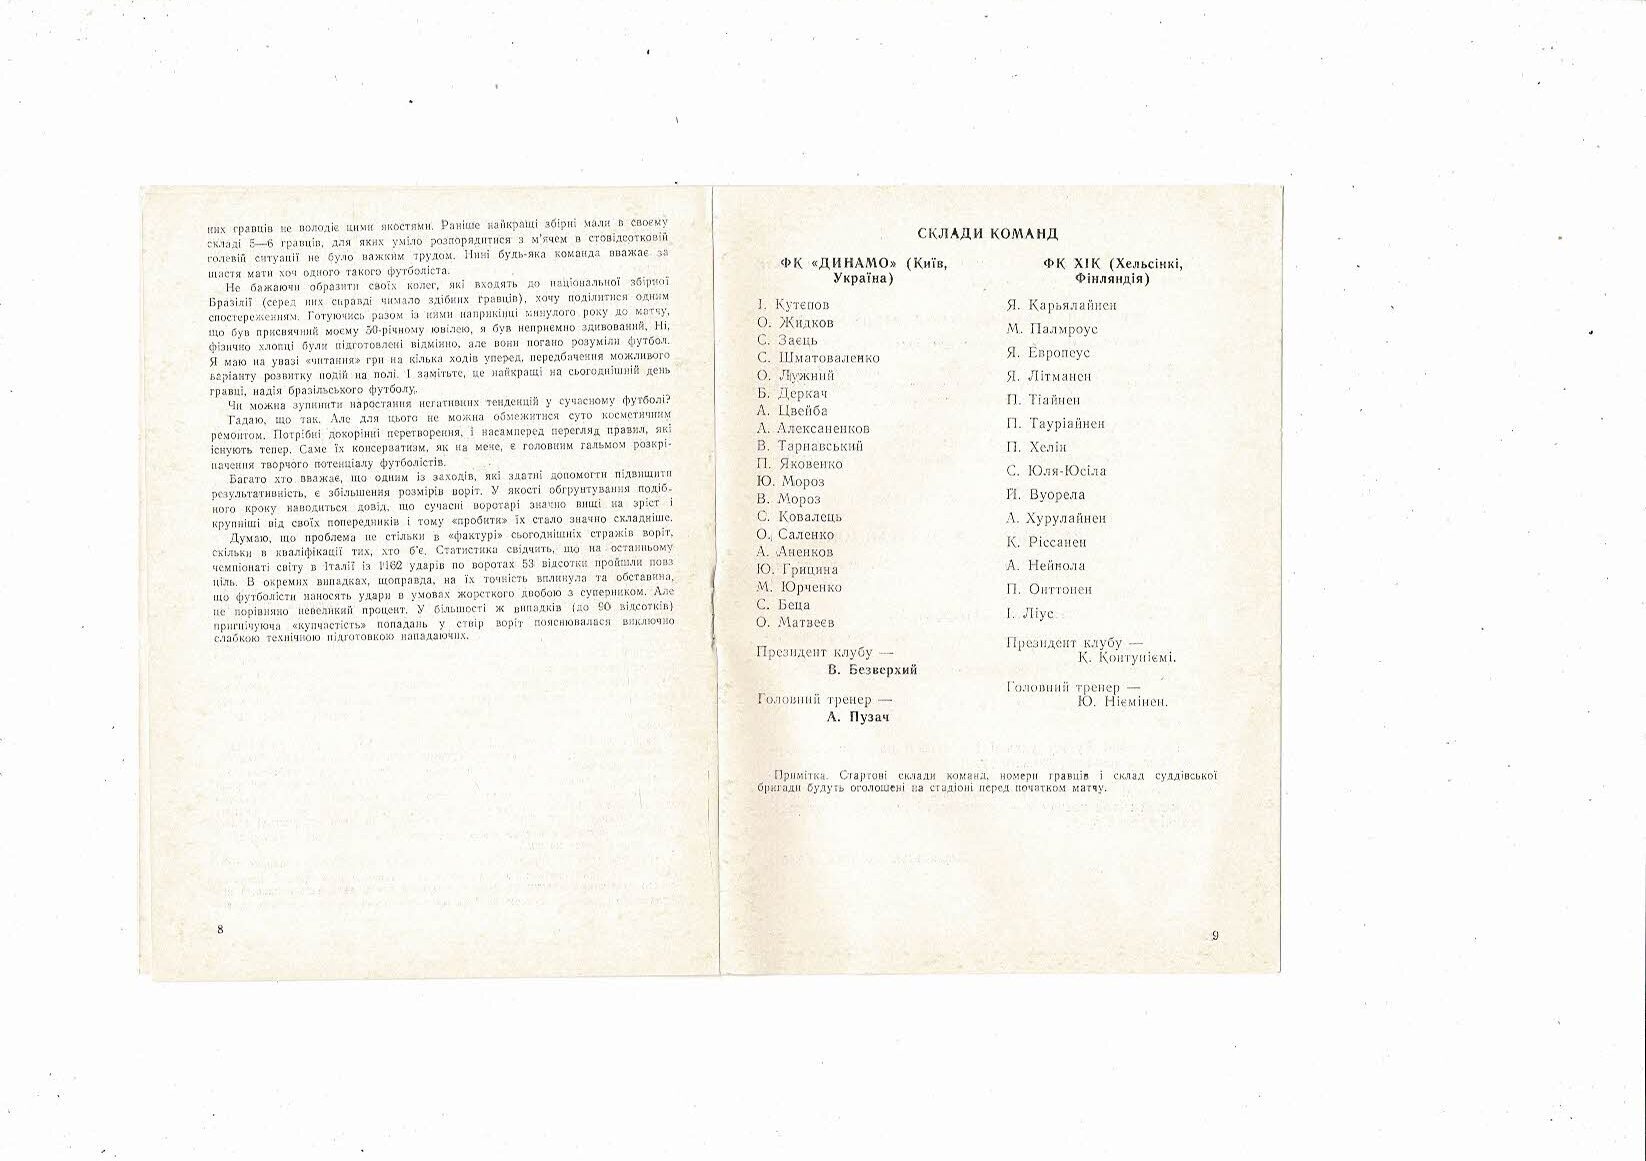 них гравців не володіє цими якостями. Раніше найкращі збірні мали в своєму
складі 5—6 гравців, для яких уміло розпорядитися з м'ячем в стовідсотковій
голевій ситуації не було важким трудом. Нині будь-яка команда вважає за
щастя мати хоч одного такого футболіста.
Не бажаючи образити своїх колег, які входять до національної збірної
Бразілії (серед них справді чимало здібних гравців), хочу поділитися одним
спостереженням. Готуючись разом із ними наприкінці минулого року до матчу,
що був присвячний моєму 50-річному ювілею, я був неприємно здивований. Ні,
фізично хлопці були підготовлені відмінно, але вони погано розуміли футбол.
Я маю на увазі «читання» гри на кілька ходів уперед, передбачення можливого
варіанту розвитку подій на полі. І замітьте, це найкращі на сьогоднішній день
гравці, надія бразільського футболу.
Чи можна зупинити наростання негативних тенденцій у сучасному футболі?
Гадаю, що так. Але для цього не можна обмежитися суто косметичним
ремонтом. Потрібні докорінні перетворення, і насамперед перегляд правил, які
існують тепер. Саме їх консерватизм, як на мене, є головним гальмом розкрі-
пачення творчого потенціалу футболістів.
Багато хто вважає, що одним із заходів, які здатні допомогти підвищити
результативність, є збільшення розмірів воріт. У якості обгрунтування подіб-
ного кроку наводиться довід, що сучасні воротарі значно вищі на зріст і
крупніші від своїх попередників і тому «пробити» їх стало значно складніше.
Думаю, що проблема не стільки в «фактурі» сьогоднішніх стражів воріт,
скільки в кваліфікації тих, хто б'є. Статистика свідчить, що на останньому
чемпіонаті світу в Італії із 1162 ударів по воротах 53 відсотки пройшли повз
ціль. В окремих випадках, щоправда, на їх точність вплинула та обставина,
що футболісти наносять удари в умовах жорсткого двобою з суперником. Але
це порівняно невеликий процент. У більшості ж випадків (до 90 відсотків)
пригнічуюча «купчастість» попадань у створ воріт пояснювалася виключно
слабкою технічною підготовкою нападаючих.
8
СКЛАДИ КОМАНД
ФК «ДИНАМО» (Київ,
Україна)
І. Кутєпов
О. Жидков
С. Заєць
С. Шматоваленко
О. Лужний
Б. Деркач
А. Цвейба
А. Алексаненков
В. Тарнавський
П. Яковенко
Ю. Мороз
В. Мороз
С. Ковалець
О. Саленко
А. Аненков
Ю. Грицина
М. Юрченко
С. Беца
О. Матвеєв
Президент клубу —
В. Безверхий
Головний тренер —
А. Пузач
ФК ХІК (Хельсінкі,
Фінляндія)
Я. Карьялайнен
М. Палмроус
Я. Європеус
Я. Літманен
П. Тіайнен
П. Тауріайнен
П. Хелін
С. Юля-Юсіла
П. Вуорела
А. Хурулайнен
К. Ріссанен
А. Нейвола
П. Онттонен
І. Ліус
Президент клубу —
К. Контуніємі.
Головний тренер —
Ю. Ніємінен.
Примітка. Стартові склади команд, номери гравців і склад суддівської
бригади будуть оголошені на стадіоні перед початком матчу.
9